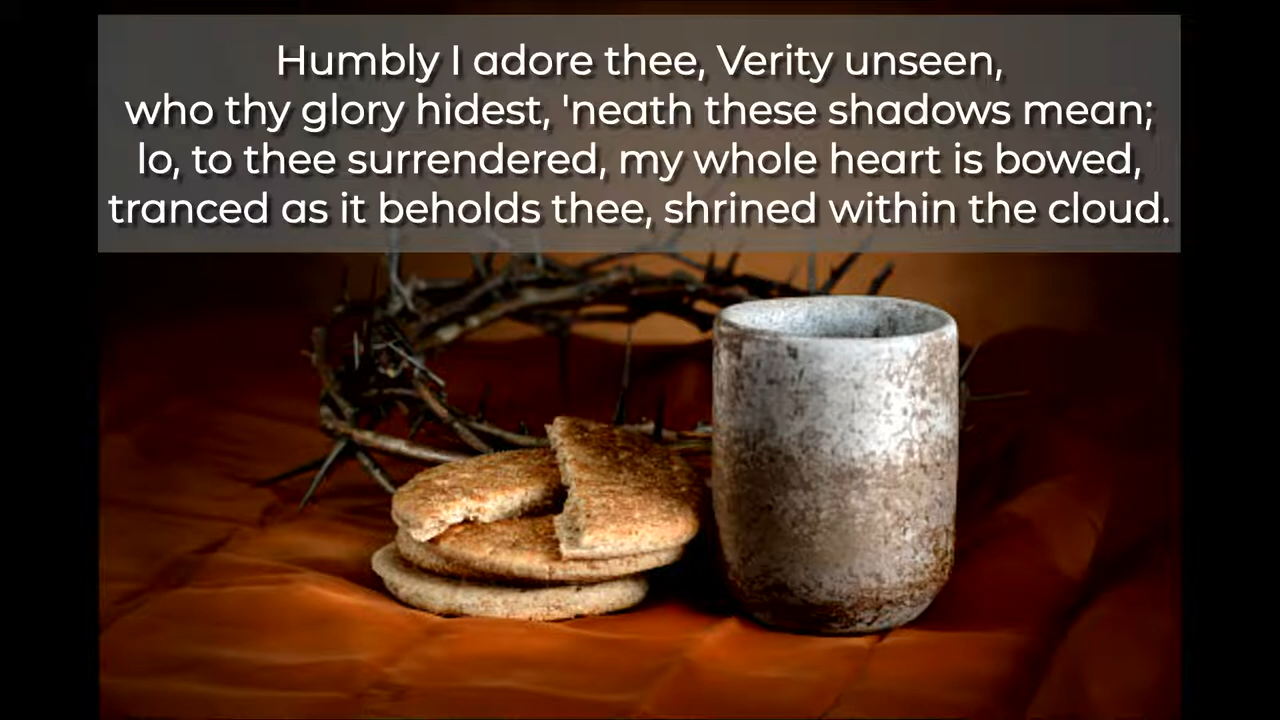 Humbly I adore thee, Verity unseen,
who thy glory hidest, 'neath these shadows mean;
lo, to thee surrendered, my whole heart is bowed,
tranced as it beholds thee, shrined within the cloud.